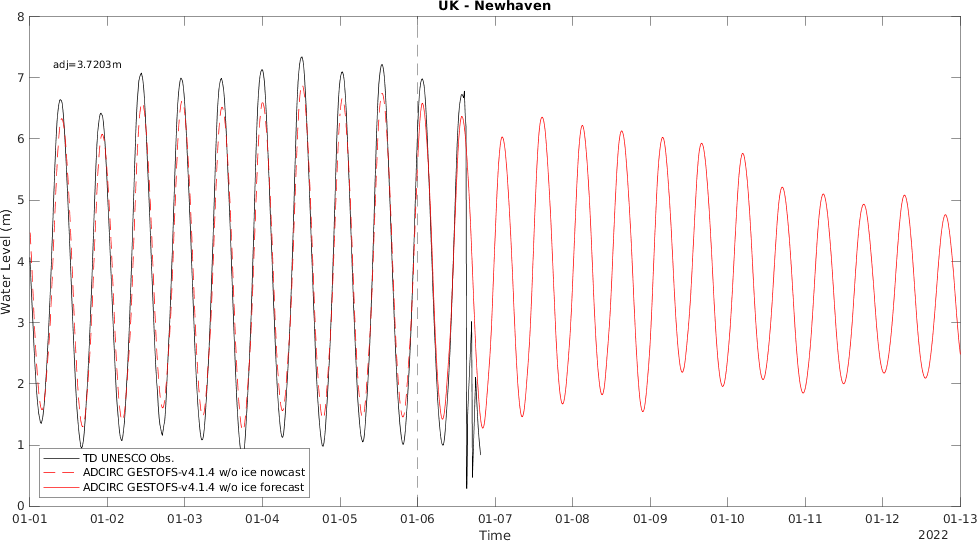 UK - Newhaven
8
7
6
5
4
3
2
1
0
Water Level (m)
adj=3.7203m
TD UNESCO Obs.
ADCIRC GESTOFS-v4.1.4 w/o ice nowcast
ADCIRC GESTOFS-v4.1.4 w/o ice forecast
01-01 01-02 01-03 01-04 01-05 01-06 01-07 01-08 01-09 01-10 01-11 01-12 01-13
Time
2022